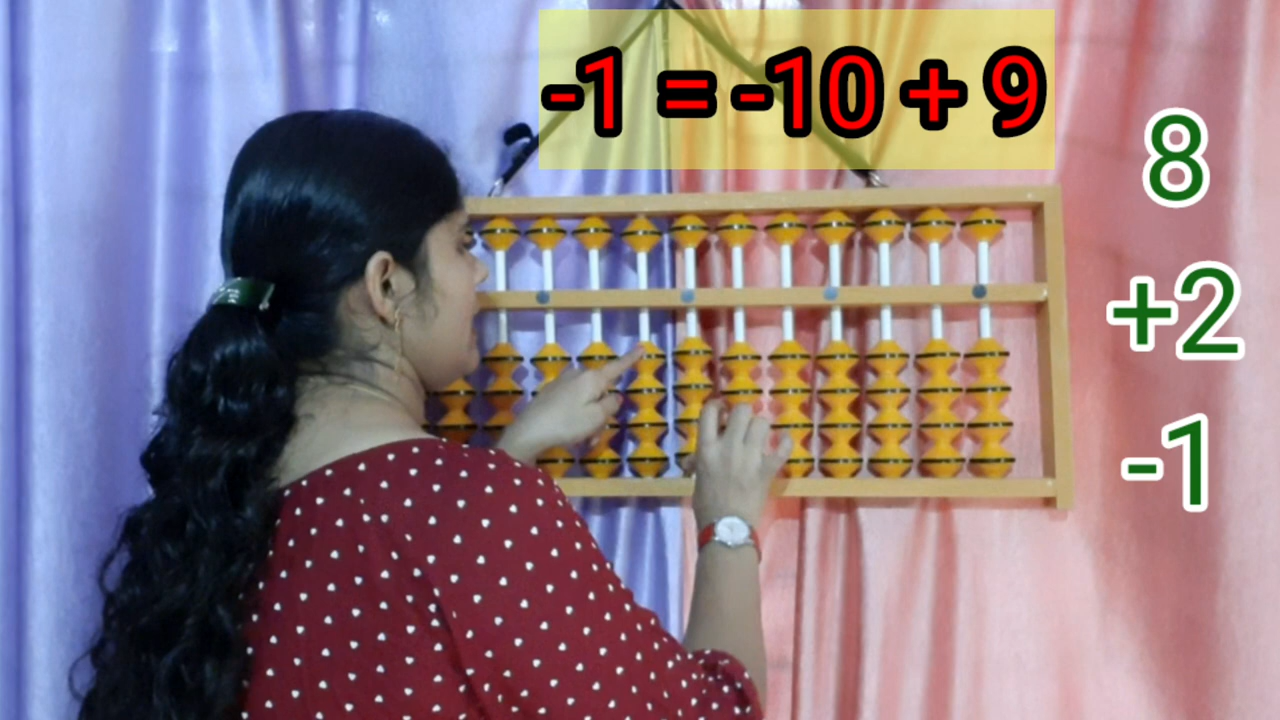 -1 = -10 + 9
8
+2
-1